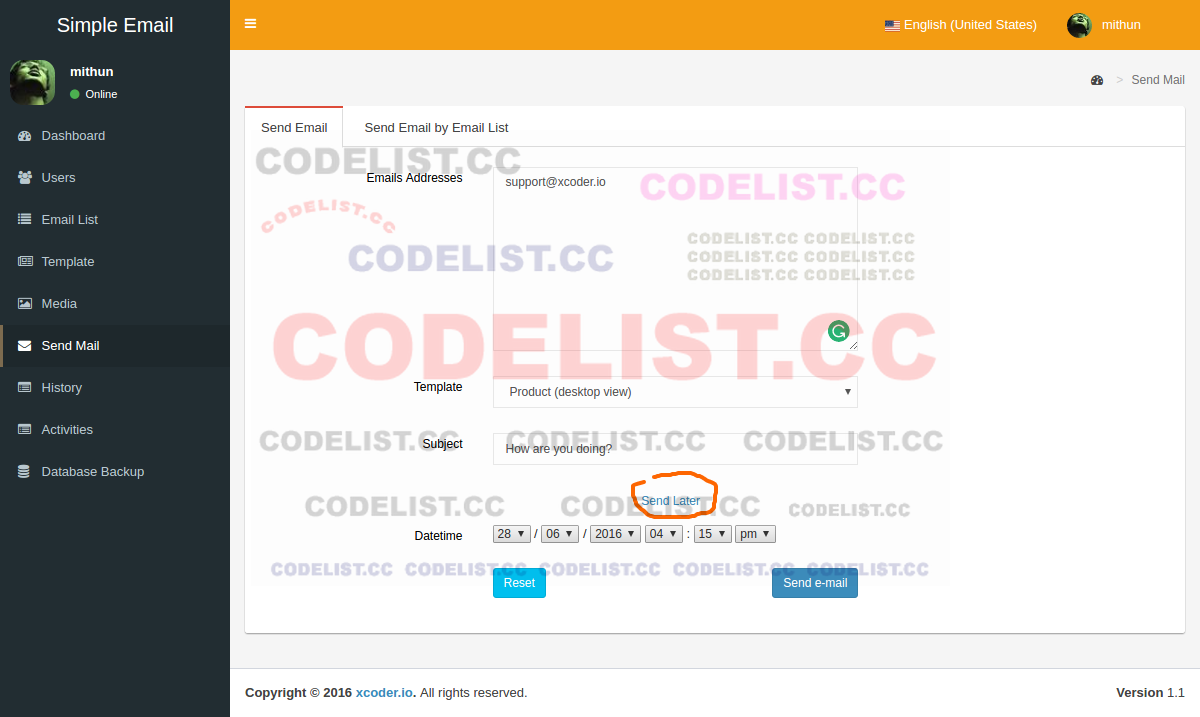 Simple Email
English (United States)
mithun
mithun
Online
> Send Mail
Dashboard
Users
Email List
Template
Media
Send Mail
History
Activities
Database Backup
Send Email
Send Email by Email List
CODELIST.CC
Emails Addresses
support@xcoder.io
CODELIST.CC
CODELIST.CC
CODELIST.CC
CODELIST.CC CODELIST.CC
CODELIST.CC CODELIST.CC
CODELIST.CC CODELIST.CC
CODELIST.CC
Template
Product (desktop view)
CODELIST.CC CODELIST.CC CODELIST.CC
Subject
How are you doing?
Send Later
CODELIST.CC CODELIST.CC CODELIST.CC
Datetime
28 / 06 / 2016 04 : 15 pm
CODELIST.CC CODELIST.CC CODELIST.CC CODELIST.CC CODELIST.CC
Reset
Send e-mail
Copyright © 2016 xcoder.io. All rights reserved.
Version 1.1